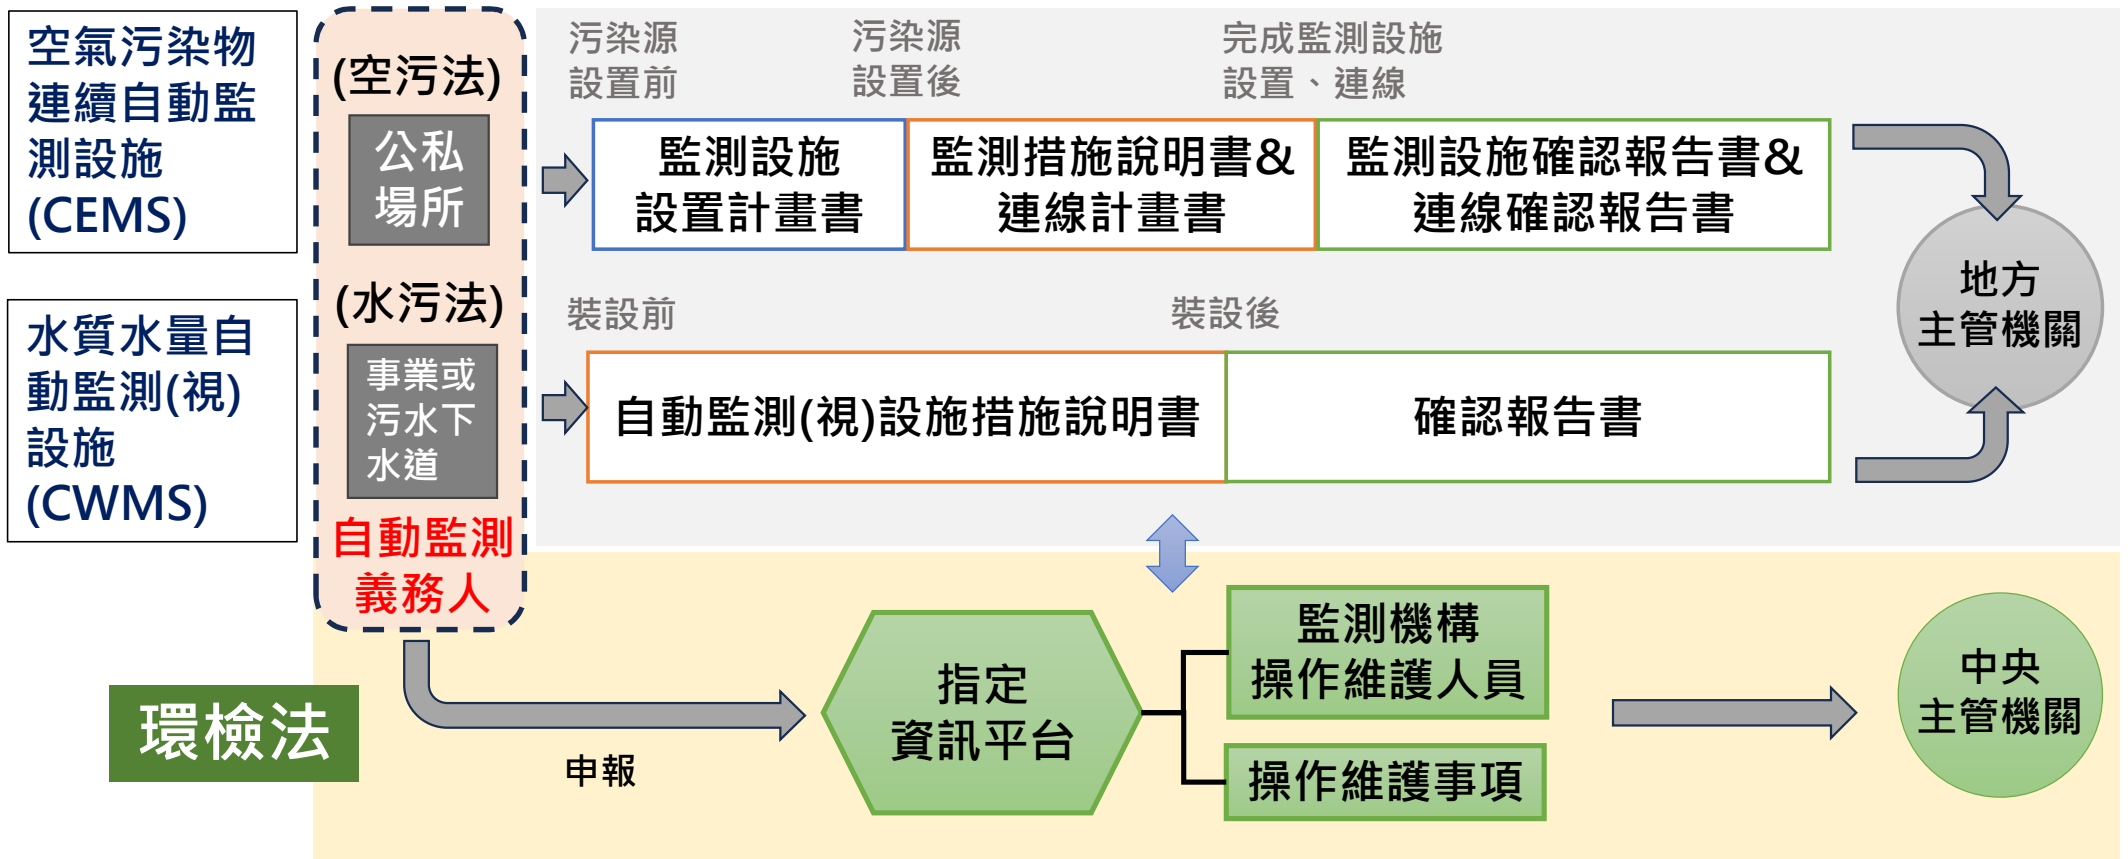 空氣污染物
連續自動監
測設施
(CEMS)
(空污法)
公私
場所
污染源
設置前
污染源
設置後
完成監測設施
設置、連線
監測設施
設置計畫書
監測措施說明書&
連線計畫書
監測設施確認報告書&
連線確認報告書
地方
主管機關
水質水量自
動監測(視)
設施
(CWMS)
(水污法)
事業或
污水下
水道
裝設前
裝設後
自動監測(視)設施措施說明書
確認報告書
自動監測
義務人
環檢法
申報
指定
資訊平台
監測機構
操作維護人員
操作維護事項
中央
主管機關